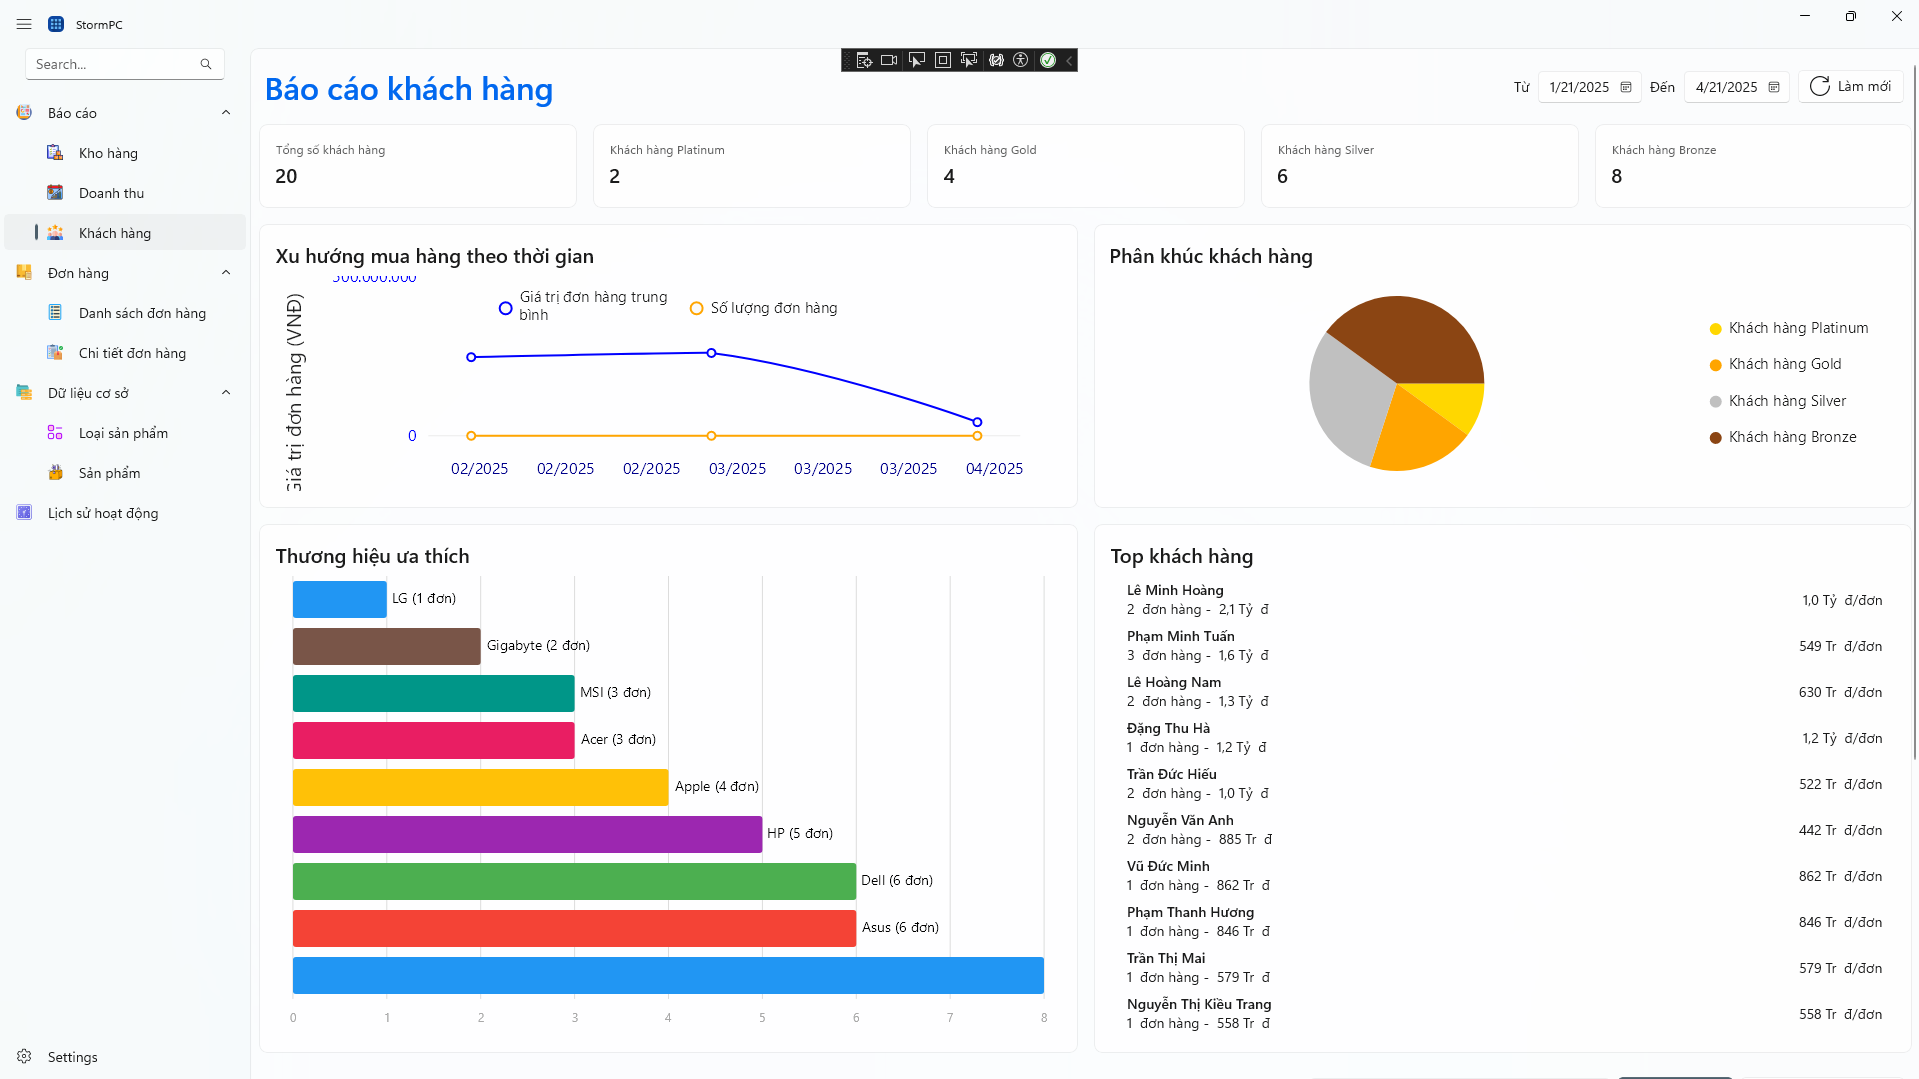 StormPC
Search...
Báo cáo
Kho hàng
Doanh thu
Khách hàng
Đơn hàng
Danh sách đơn hàng
Chi tiết đơn hàng
Dữ liệu cơ sở
Loại sản phẩm
Sản phẩm
Lịch sử hoạt động
Settings
Báo cáo khách hàng
Từ 1/21/2025 Đến 4/21/2025 Làm mới
Tổng số khách hàng
20
Khách hàng Platinum
2
Khách hàng Gold
4
Khách hàng Silver
6
Khách hàng Bronze
8
Xu hướng mua hàng theo thời gian
500.000.000
Giá trị đơn hàng trung
bình
Số lượng đơn hàng
trị đơn hàng (VNĐ)
0
02/2025 02/2025 02/2025 03/2025 03/2025 03/2025 04/2025
Phân khúc khách hàng
Khách hàng Platinum
Khách hàng Gold
Khách hàng Silver
Khách hàng Bronze
Thương hiệu ưa thích
LG (1 đơn)
Gigabyte (2 đơn)
MSI (3 đơn)
Acer (3 đơn)
Apple (4 đơn)
HP (5 đơn)
Dell (6 đơn)
Asus (6 đơn)
0 1 2 3 4 5 6 7 8
Top khách hàng
Lê Minh Hoàng
2 đơn hàng - 2,1 Tỷ đ
1,0 Tỷ đ/đơn
Phạm Minh Tuấn
3 đơn hàng - 1,6 Tỷ đ
549 Tr đ/đơn
Lê Hoàng Nam
2 đơn hàng - 1,3 Tỷ đ
630 Tr đ/đơn
Đặng Thu Hà
1 đơn hàng - 1,2 Tỷ đ
1,2 Tỷ đ/đơn
Trần Đức Hiếu
2 đơn hàng - 1,0 Tỷ đ
522 Tr đ/đơn
Nguyễn Văn Anh
2 đơn hàng - 885 Tr đ
442 Tr đ/đơn
Vũ Đức Minh
1 đơn hàng - 862 Tr đ
862 Tr đ/đơn
Phạm Thanh Hương
1 đơn hàng - 846 Tr đ
846 Tr đ/đơn
Trần Thị Mai
1 đơn hàng - 579 Tr đ
579 Tr đ/đơn
Nguyễn Thị Kiều Trang
1 đơn hàng - 558 Tr đ
558 Tr đ/đơn